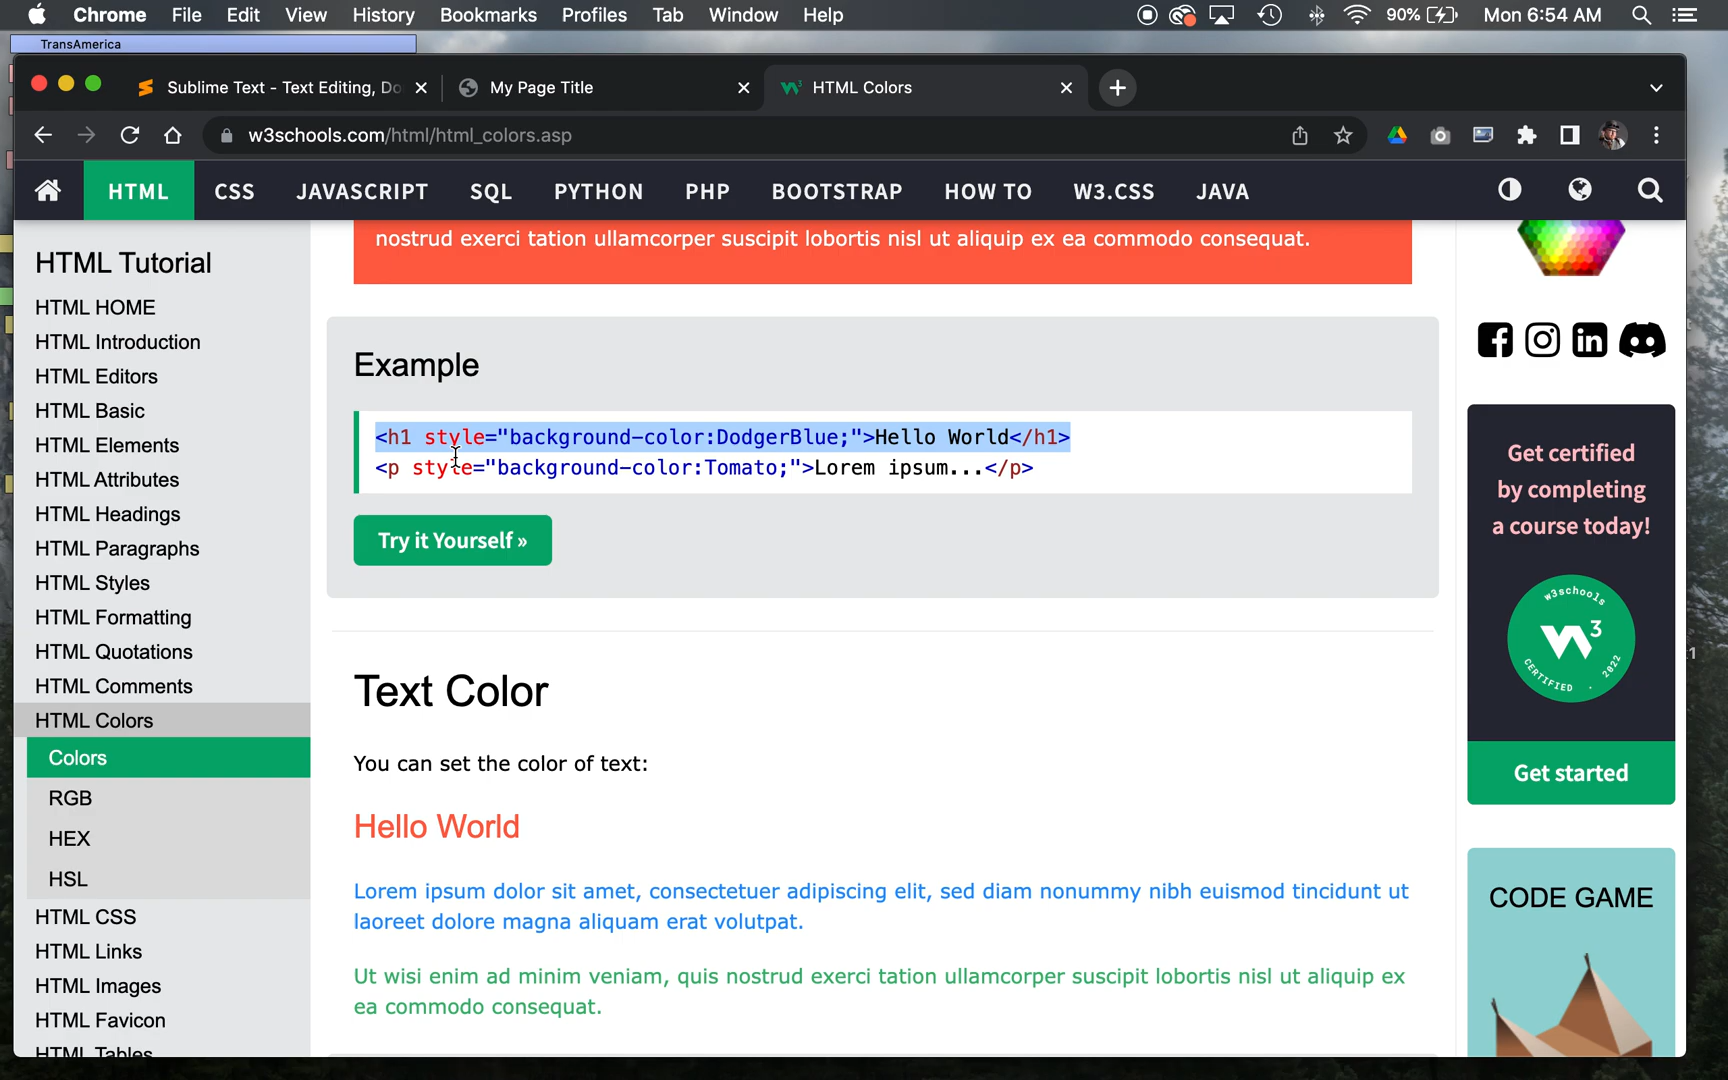 Chrome File Edit View History Bookmarks Profiles Tab Window Help 90% Mon 6:54 AM
TransAmerica
Sublime Text - Text Editing, Do My Page Title HTML Colors
w3schools.com/html/html_colors.asp
HTML CSS JAVASCRIPT SQL PYTHON PHP BOOTSTRAP HOW TO W3.CSS JAVA
HTML Tutorial
HTML HOME
HTML Introduction
HTML Editors
HTML Basic
HTML Elements
HTML Attributes
HTML Headings
HTML Paragraphs
HTML Styles
HTML Formatting
HTML Quotations
HTML Comments
HTML Colors
Colors
RGB
HEX
HSL
HTML CSS
HTML Links
HTML Images
HTML Favicon
HTML Tables
nostrud exerci tation ullamcorper suscipit lobortis nisl ut aliquip ex ea commodo consequat.
Example
<h1 style="background-color:DodgerBlue;">Hello World</h1>
<p style="background-color:Tomato;">Lorem ipsum...</p>
Try it Yourself »
Text Color
You can set the color of text:
Hello World
Lorem ipsum dolor sit amet, consectetuer adipiscing elit, sed diam nonummy nibh euismod tincidunt ut
laoreet dolore magna aliquam erat volutpat.
Ut wisi enim ad minim veniam, quis nostrud exerci tation ullamcorper suscipit lobortis nisl ut aliquip ex
ea commodo consequat.
Get certified
by completing
a course today!
w3schools
W3
CERTIFIED . 2022
Get started
CODE GAME